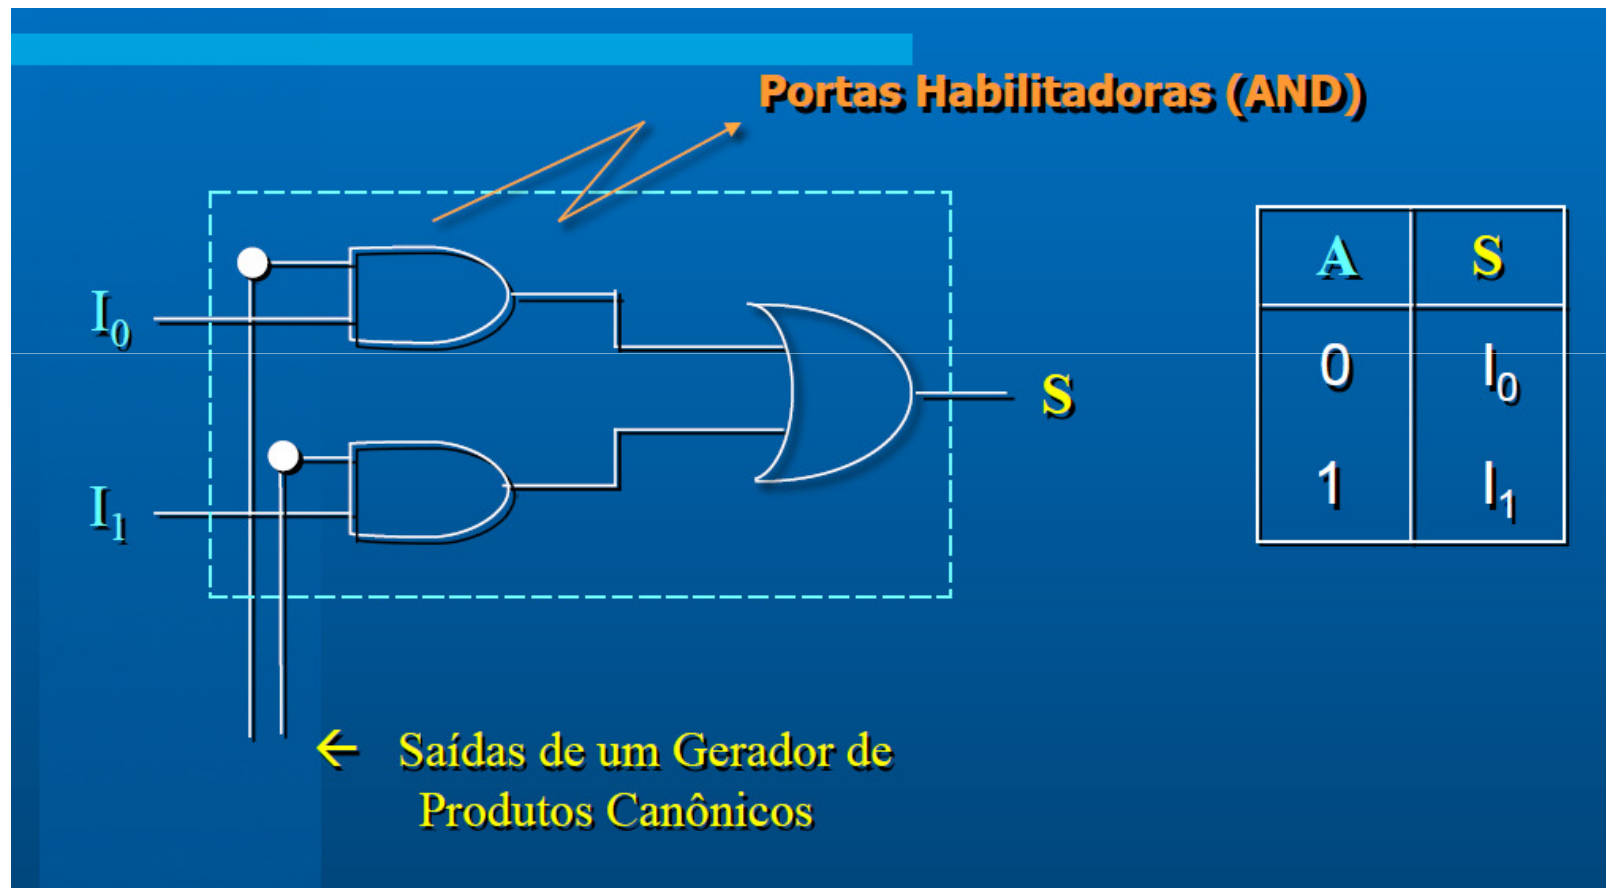 Portas Habilitadoras (AND)
I₀
I₁
S
A S
0 I₀
1 I₁
← Saídas de um Gerador de
Produtos Canônicos